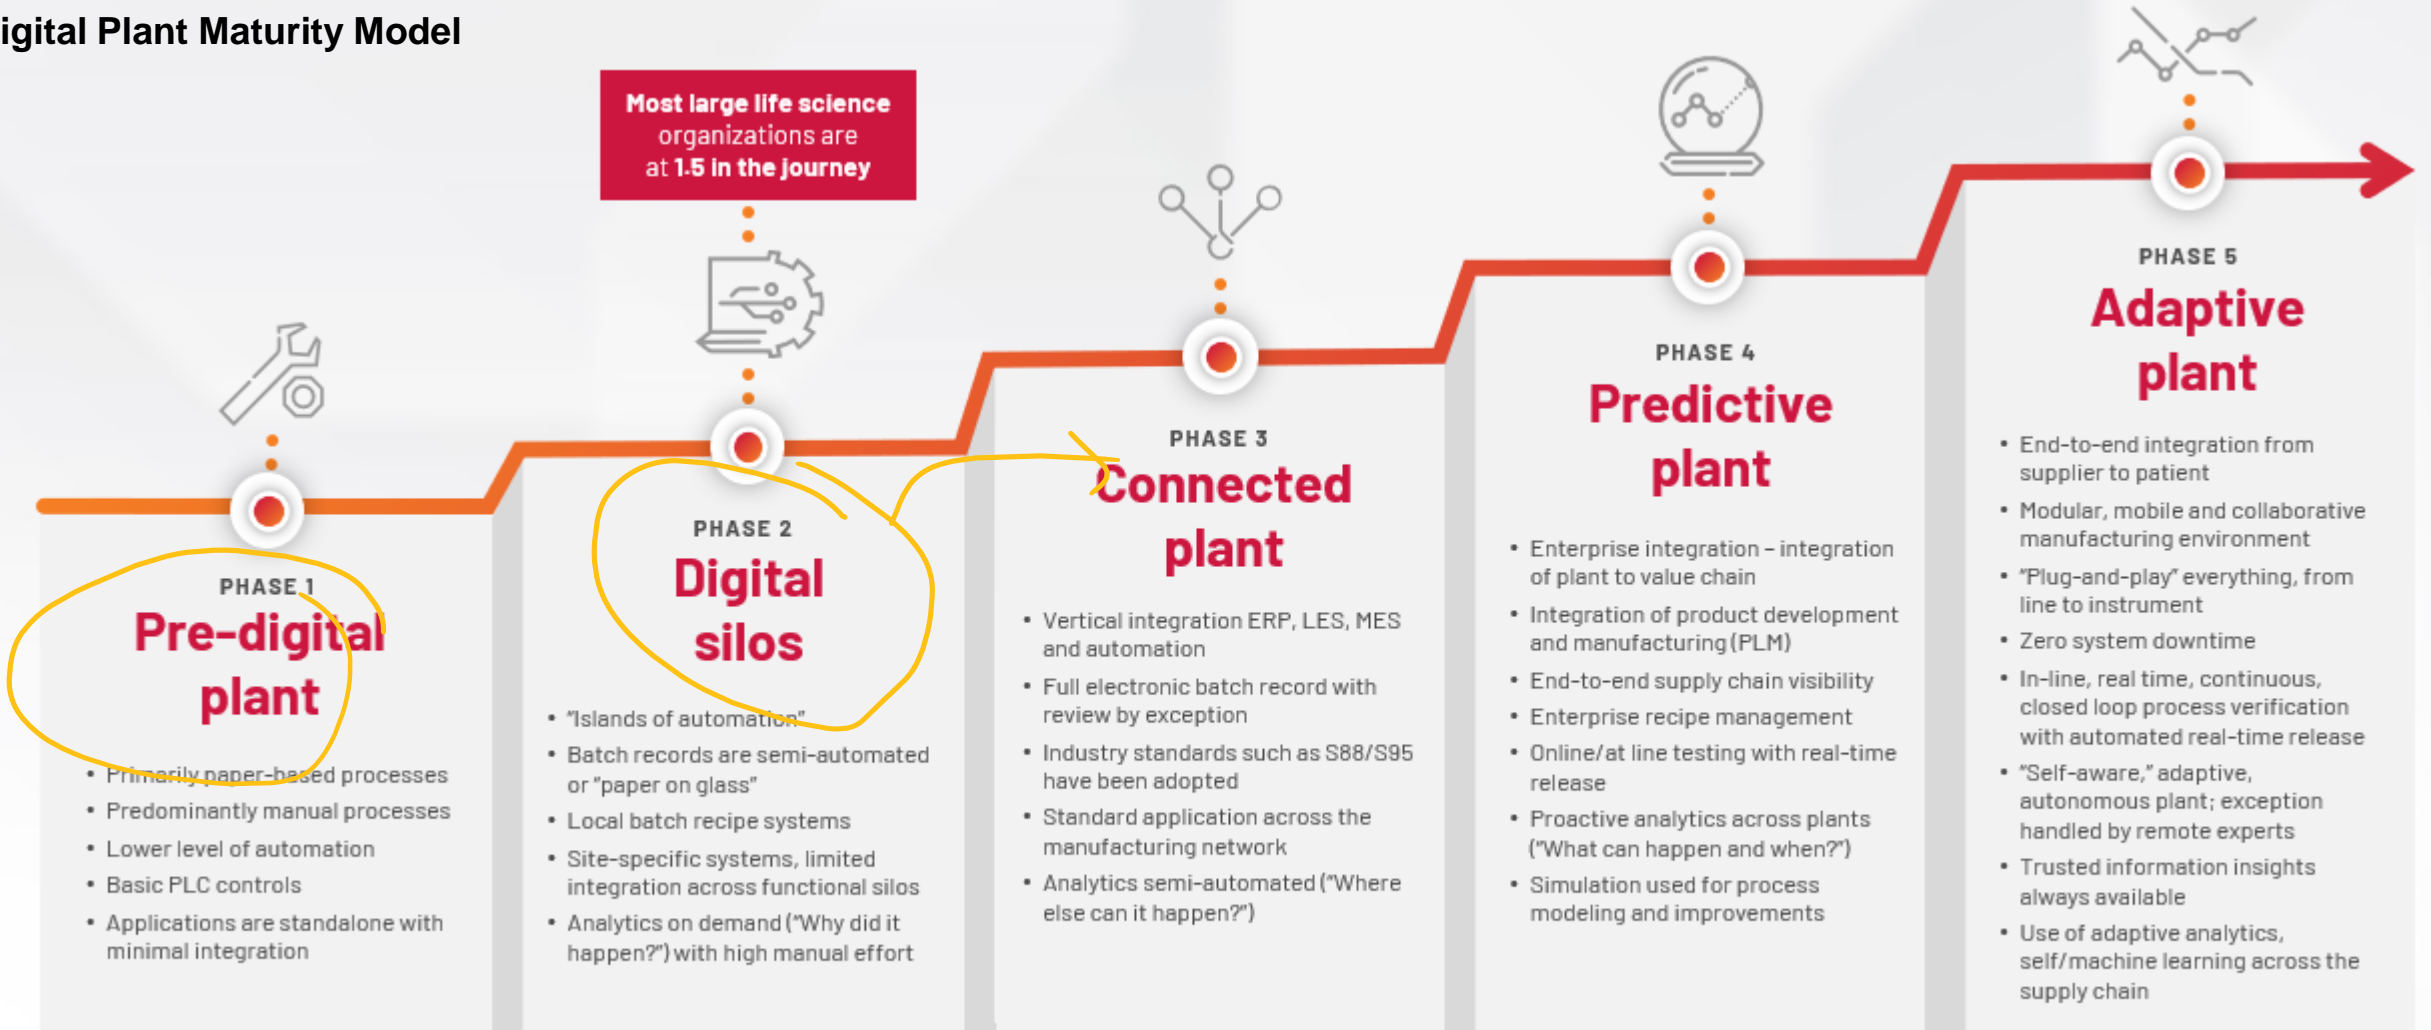 igital Plant Maturity Model
Most large life science
organizations are
at 1.5 in the journey
PHASE 1
Pre-digital
plant
• Primarily paper-based processes
• Predominantly manual processes
• Lower level of automation
• Basic PLC controls
• Applications are standalone with
minimal integration
PHASE 2
Digital
silos
• "Islands of automation"
• Batch records are semi-automated
or "paper on glass"
• Local batch recipe systems
• Site-specific systems, limited
integration across functional silos
• Analytics on demand ("Why did it
happen?") with high manual effort
PHASE 3
Connected
plant
• Vertical integration ERP, LES, MES
and automation
• Full electronic batch record with
review by exception
• Industry standards such as S88/S95
have been adopted
• Standard application across the
manufacturing network
• Analytics semi-automated ("Where
else can it happen?")
PHASE 4
Predictive
plant
• Enterprise integration – integration
of plant to value chain
• Integration of product development
and manufacturing (PLM)
• End-to-end supply chain visibility
• Enterprise recipe management
• Online/at line testing with real-time
release
• Proactive analytics across plants
("What can happen and when?")
• Simulation used for process
modeling and improvements
PHASE 5
Adaptive
plant
• End-to-end integration from
supplier to patient
• Modular, mobile and collaborative
manufacturing environment
• "Plug-and-play" everything, from
line to instrument
• Zero system downtime
• In-line, real time, continuous,
closed loop process verification
with automated real-time release
• "Self-aware," adaptive,
autonomous plant; exception
handled by remote experts
• Trusted information insights
always available
• Use of adaptive analytics,
self/machine learning across the
supply chain